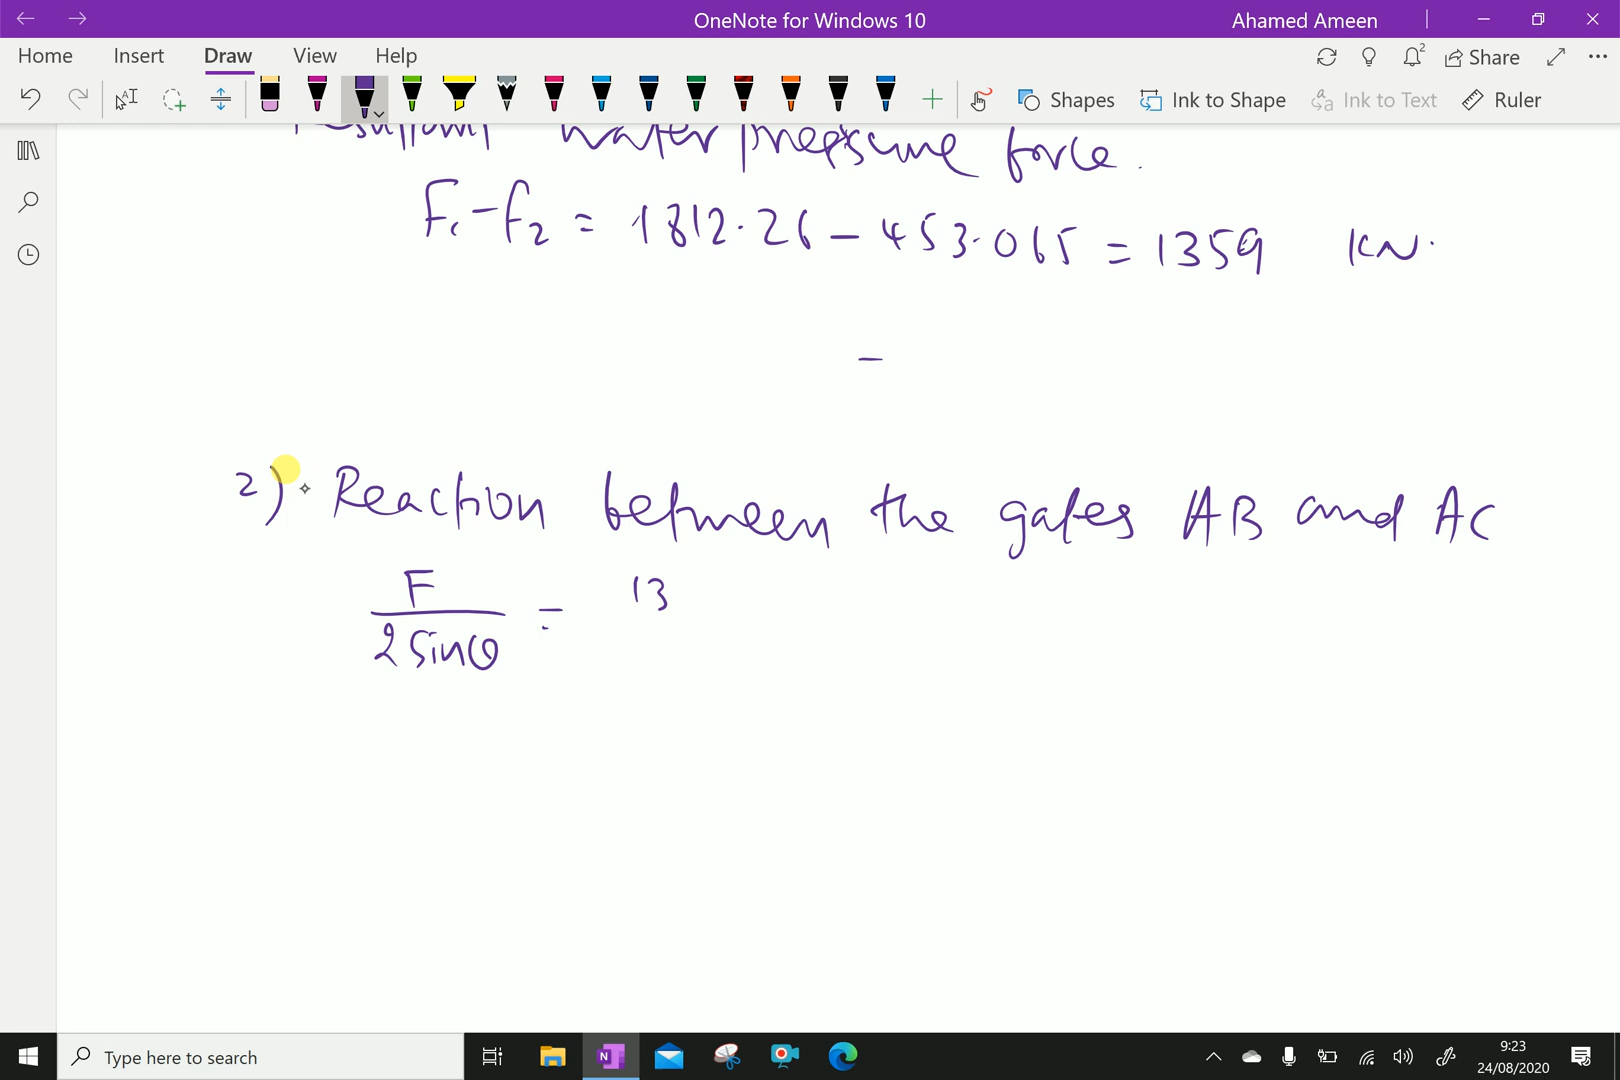 OneNote for Windows 10
Ahamed Ameen
Home Insert Draw View Help
2
Share
Shapes Ink to Shape Ink to Text Ruler
Resultant water pressure force.
F1 - F2 = 1812.26 - 453.065 = 1359 KN.
-
2). Reaction between the gates AB and AC
F
2 sinθ
= 13
Type here to search
9:23
24/08/2020